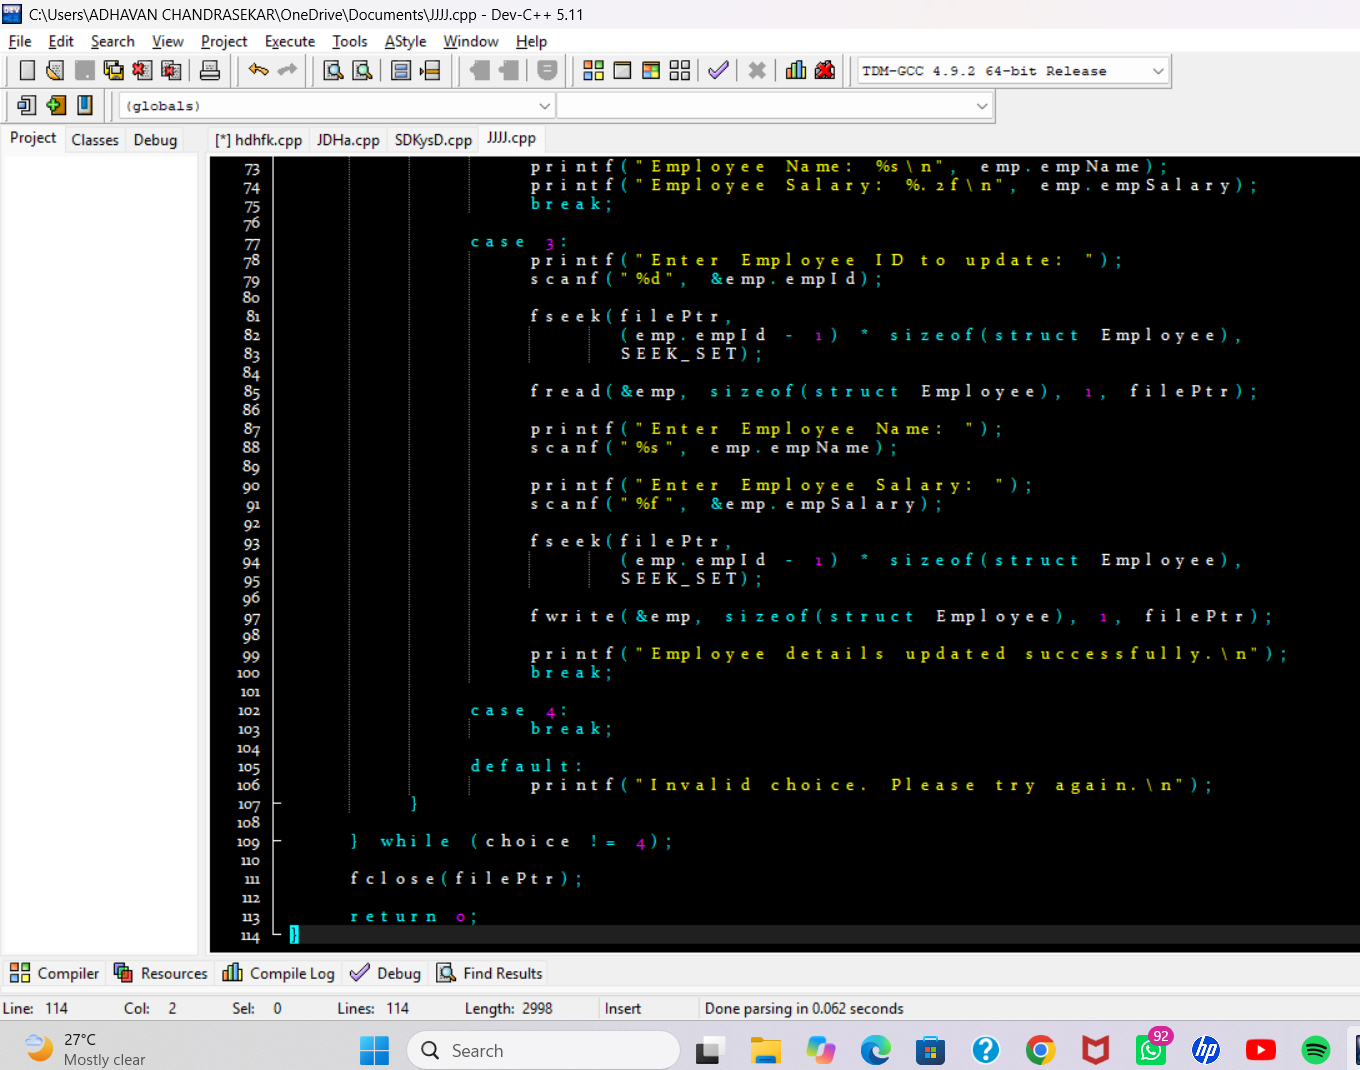 C:\Users\ADHAVAN CHANDRASEKAR\OneDrive\Documents\JJJJ.cpp - Dev-C++ 5.11
File Edit Search View Project Execute Tools AStyle Window Help
TDM-GCC 4.9.2 64-bit Release
(globals)
Project Classes Debug [*] hdhfk.cpp JDHa.cpp SDKysD.cpp JJJJ.cpp
73 printf("Employee Name: %s\n", emp.empName);
74 printf("Employee Salary: %.2f\n", emp.empSalary);
75 break;
76
77 case 3:
78 printf("Enter Employee ID to update: ");
79 scanf("%d", &emp.empId);
80
81 fseek(filePtr,
82 (emp.empId - 1) * sizeof(struct Employee),
83 SEEK_SET);
84
85 fread(&emp, sizeof(struct Employee), 1, filePtr);
86
87 printf("Enter Employee Name: ");
88 scanf("%s", emp.empName);
89
90 printf("Enter Employee Salary: ");
91 scanf("%f", &emp.empSalary);
92
93 fseek(filePtr,
94 (emp.empId - 1) * sizeof(struct Employee),
95 SEEK_SET);
96
97 fwrite(&emp, sizeof(struct Employee), 1, filePtr);
98
99 printf("Employee details updated successfully.\n");
100 break;
101
102 case 4:
103 break;
104
105 default:
106 printf("Invalid choice. Please try again.\n");
107 }
108
109 } while (choice != 4);
110
111 fclose(filePtr);
112
113 return 0;
114 }
Compiler Resources Compile Log Debug Find Results
Line: 114 Col: 2 Sel: 0 Lines: 114 Length: 2998 Insert Done parsing in 0.062 seconds
27°C
Mostly clear
Search
92
hp